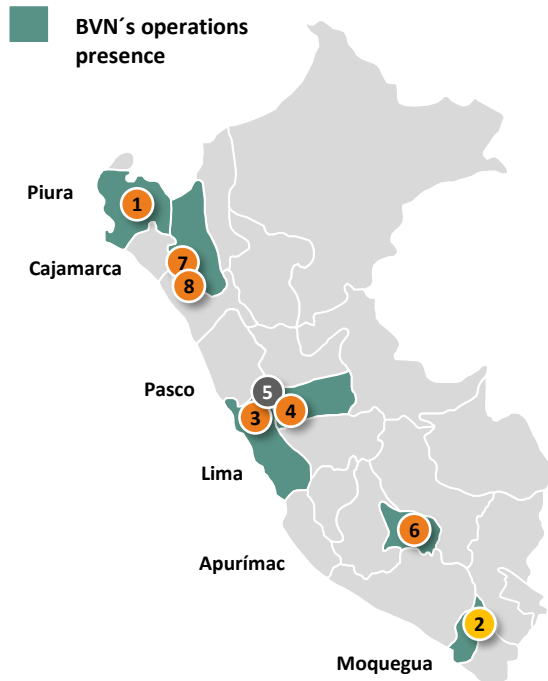 BVN´s operations
presence
Piura
1
Cajamarca
7
8
Pasco
5
3
4
Lima
6
Apurímac
2
Moquegua